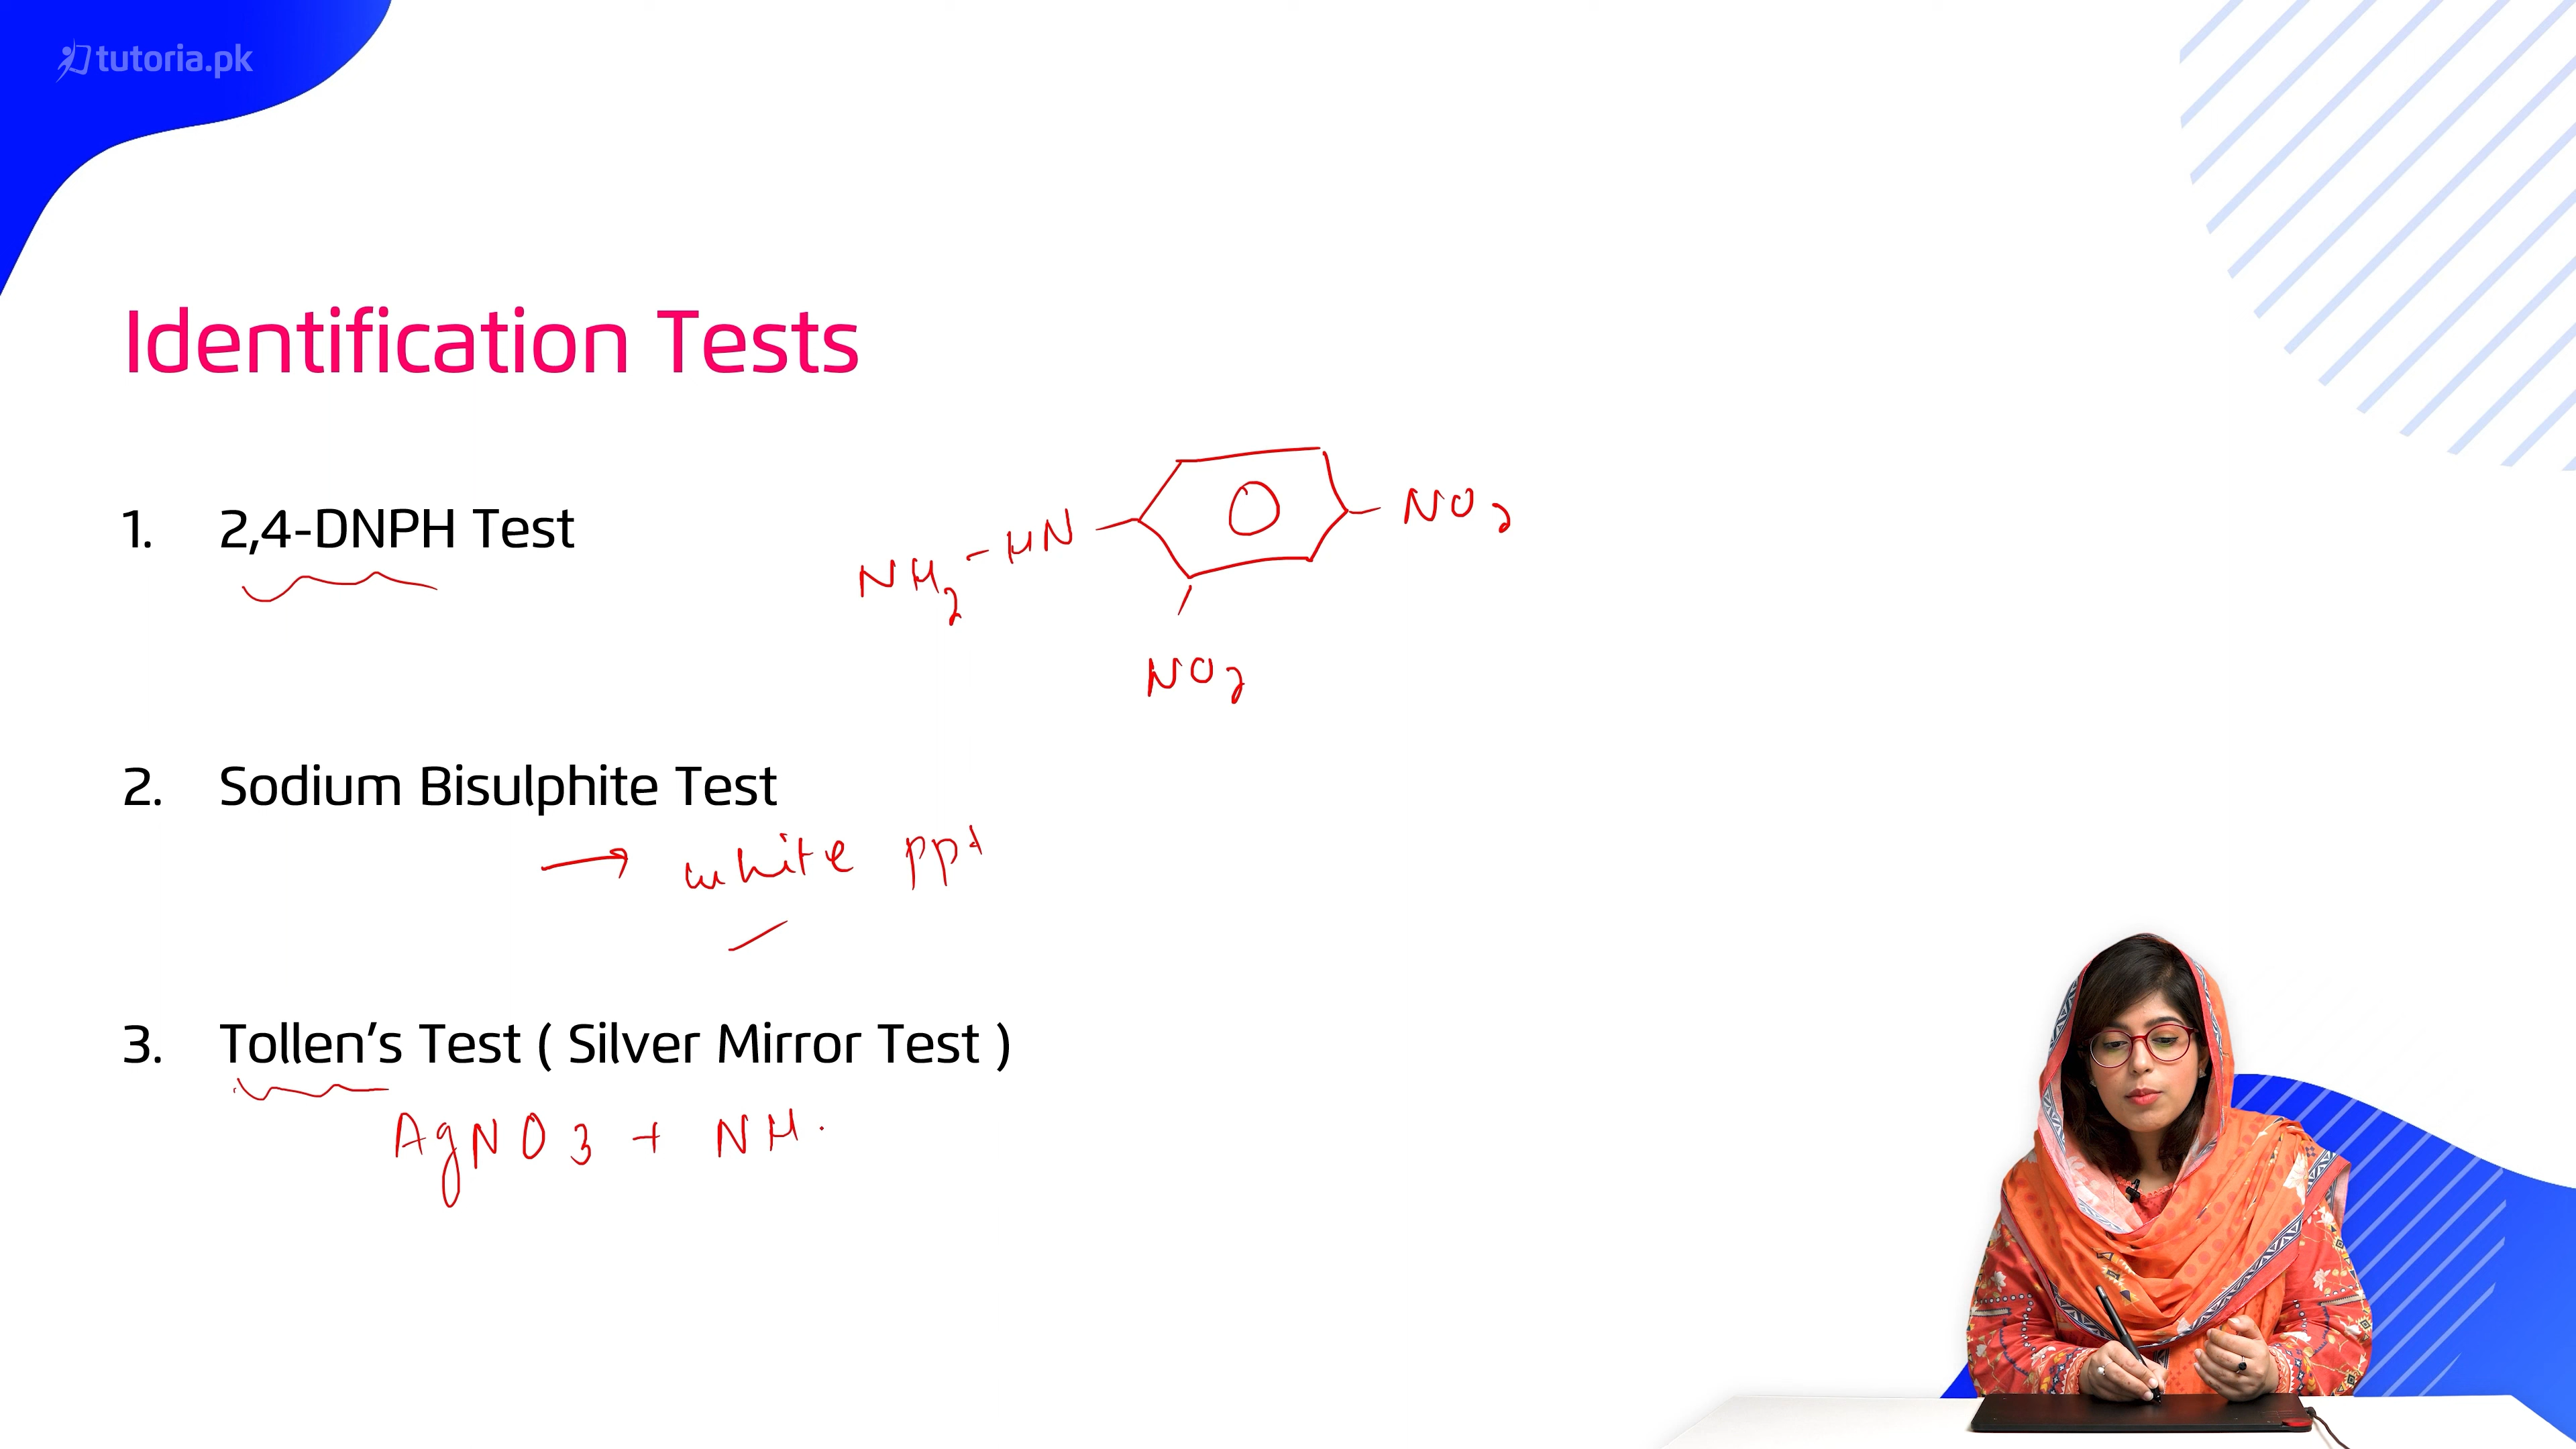 tutoria.pk
Identification Tests
1. 2,4-DNPH Test
NH2 - HN
NO2
NO2
2. Sodium Bisulphite Test
→ white ppt
3. Tollen's Test ( Silver Mirror Test )
AgNO3 + NH